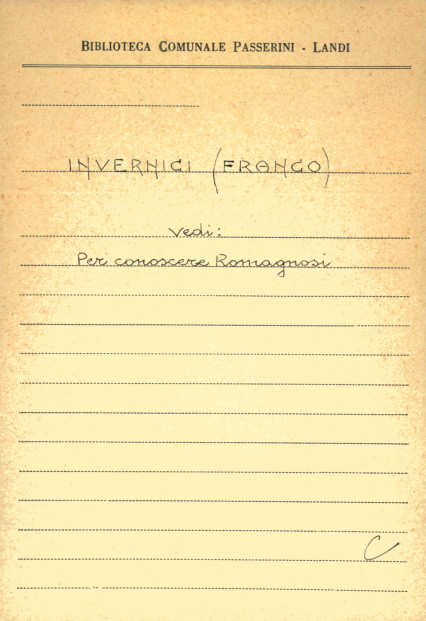 BIBLIOTECA COMUNALE PASSERINI - LANDI
INVERNICI (FRANCO)
Vedi:
Per conoscere Romagnosi
C